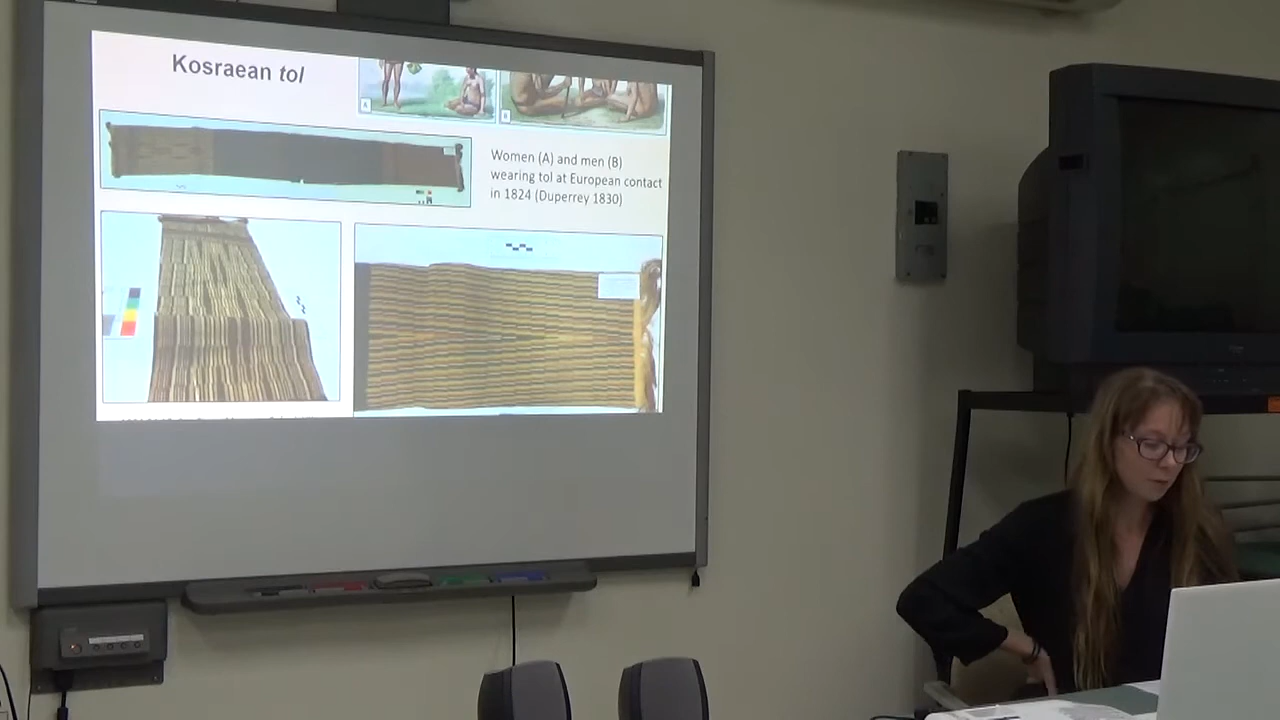 Kosraean tol
A
B
Women (A) and men (B)
wearing tol at European contact
in 1824 (Duperrey 1830)